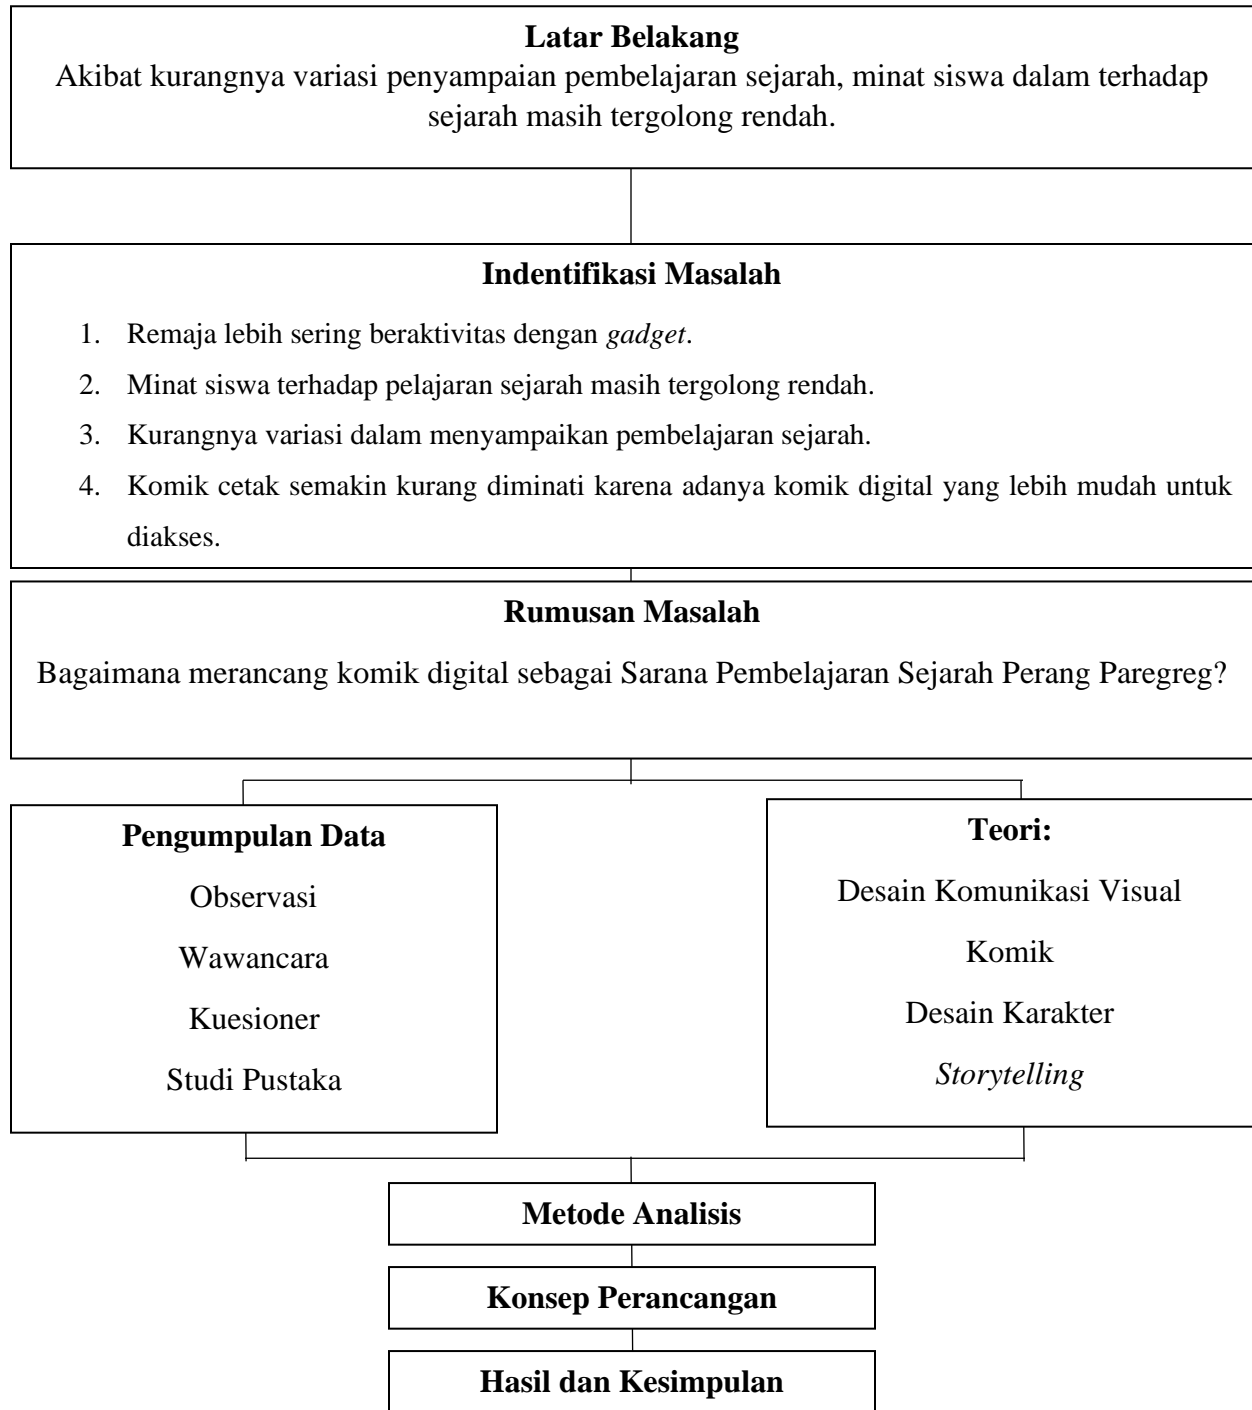 Latar Belakang
Akibat kurangnya variasi penyampaian pembelajaran sejarah, minat siswa dalam terhadap
sejarah masih tergolong rendah.
Indentifikasi Masalah
1. Remaja lebih sering beraktivitas dengan gadget.
2. Minat siswa terhadap pelajaran sejarah masih tergolong rendah.
3. Kurangnya variasi dalam menyampaikan pembelajaran sejarah.
4. Komik cetak semakin kurang diminati karena adanya komik digital yang lebih mudah untuk
diakses.
Rumusan Masalah
Bagaimana merancang komik digital sebagai Sarana Pembelajaran Sejarah Perang Paregreg?
Pengumpulan Data
Observasi
Wawancara
Kuesioner
Studi Pustaka
Teori:
Desain Komunikasi Visual
Komik
Desain Karakter
Storytelling
Metode Analisis
Konsep Perancangan
Hasil dan Kesimpulan